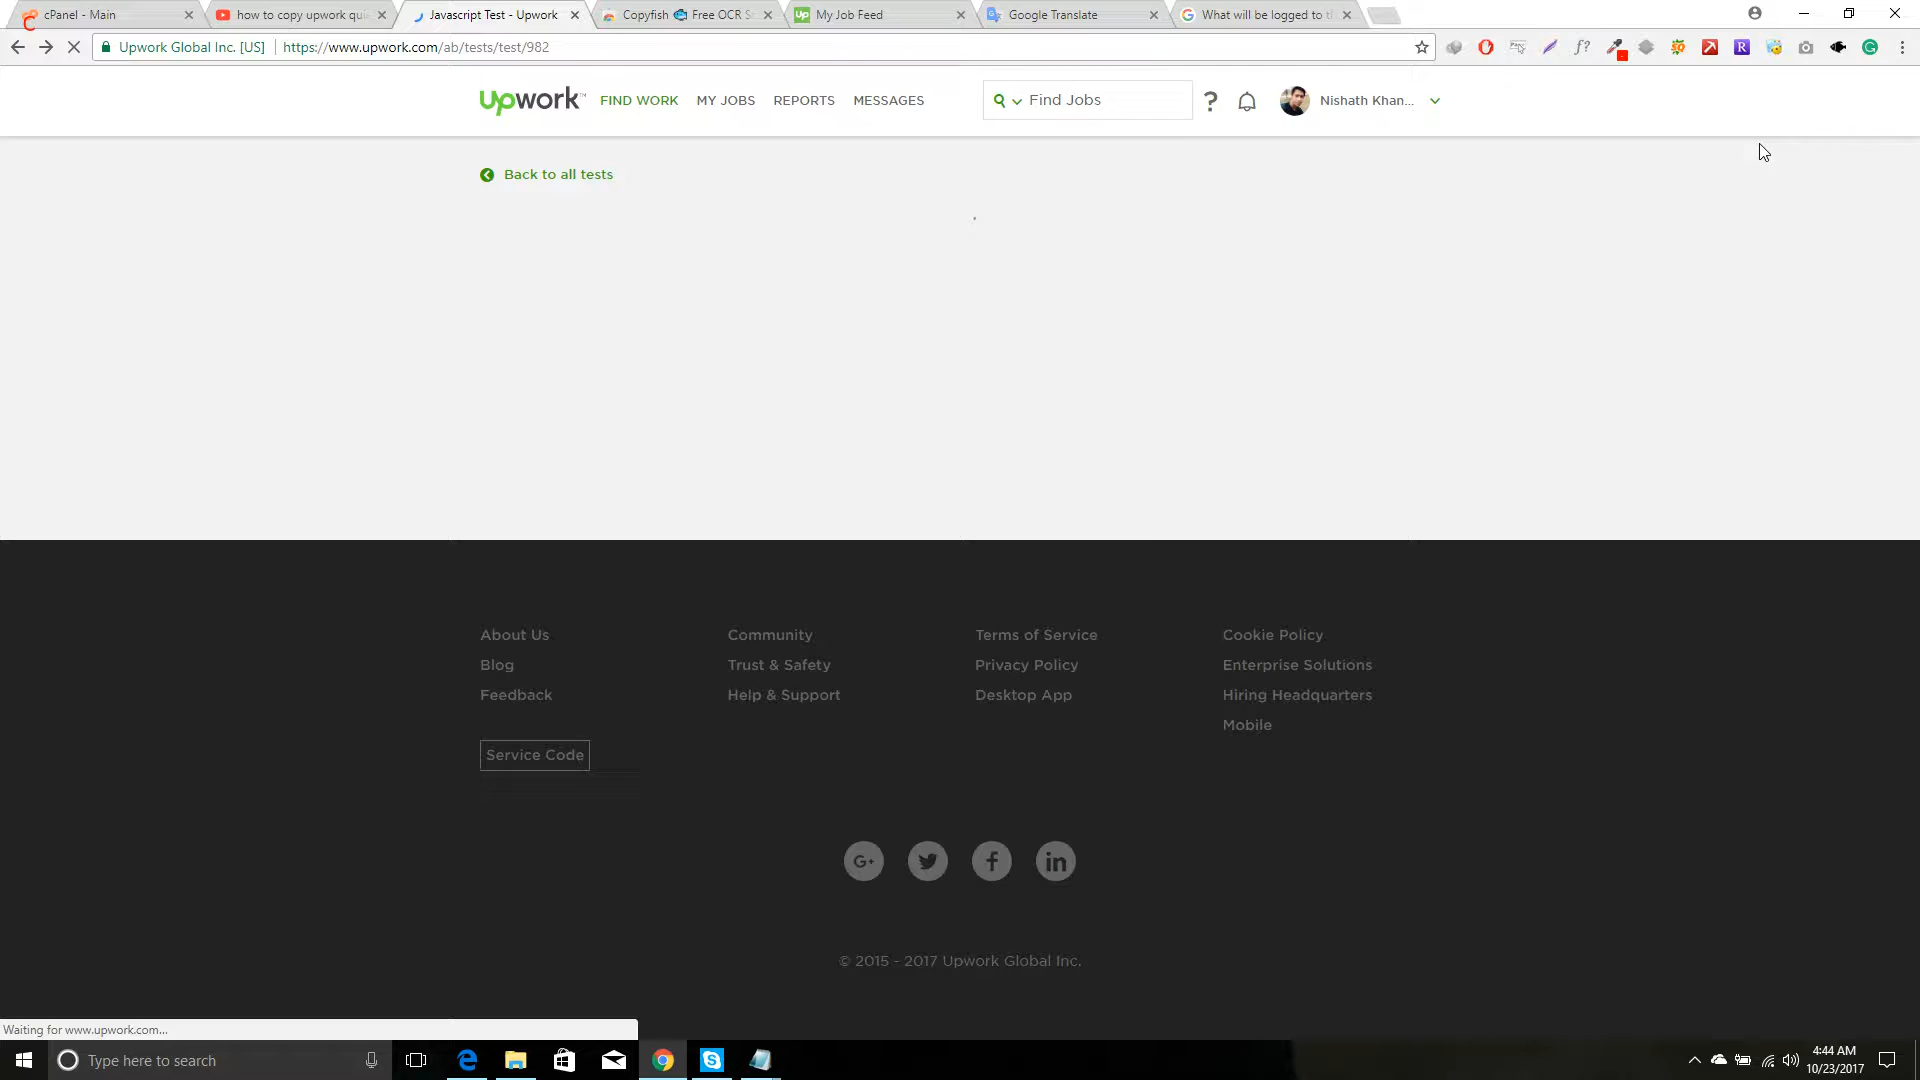 cPanel - Main
how to copy upwork qui
Javascript Test - Upwork
Copyfish
Free OCR S
My Job Feed
Google Translate
What will be logged to t
Upwork Global Inc. [US]
https://www.upwork.com/ab/tests/test/982
upwork
FIND WORK
MY JOBS
REPORTS
MESSAGES
Find Jobs
Nishath Khan...
Back to all tests
About Us
Community
Terms of Service
Cookie Policy
Blog
Trust & Safety
Privacy Policy
Enterprise Solutions
Feedback
Help & Support
Desktop App
Hiring Headquarters
Mobile
Service Code
© 2015 - 2017 Upwork Global Inc.
Waiting for www.upwork.com...
Type here to search
4:44 AM
10/23/2017